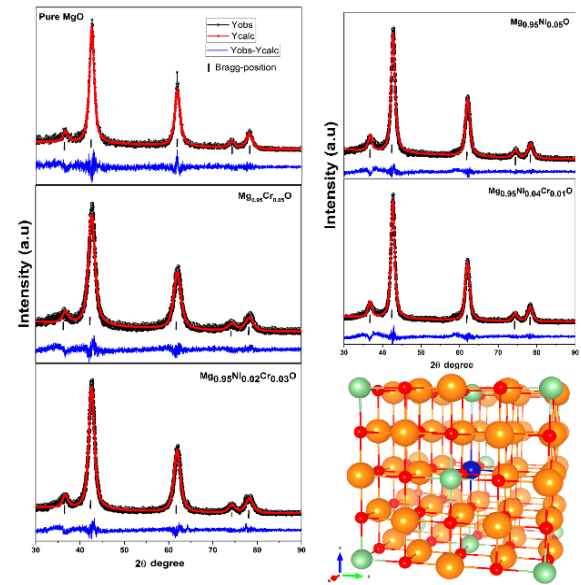 Pure MgO
Yobs
Ycalc
Yobs-Ycalc
Bragg-position
Mg0.95Cr0.05O
Mg0.95Ni0.02Cr0.03O
Intensity (a.u)
30 40 50 60 70 80 90
2θ degree
Mg0.95Ni0.05O
Mg0.95Ni0.04Cr0.01O
Intensity (a.u)
30 40 50 60 70 80 90
2θ degree